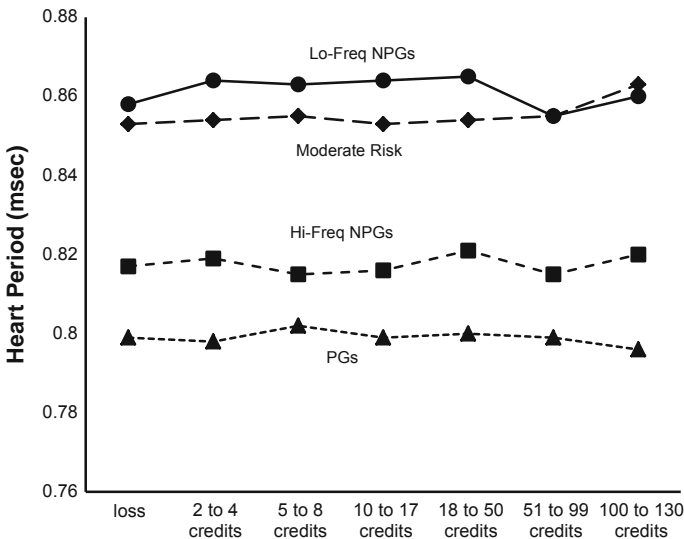 0.88
0.86
0.84
0.82
0.8
0.78
0.76
Heart Period (msec)
Lo-Freq NPGs
Moderate Risk
Hi-Freq NPGs
PGs
loss
2 to 4
credits
5 to 8
credits
10 to 17
credits
18 to 50
credits
51 to 99
credits
100 to 130
credits